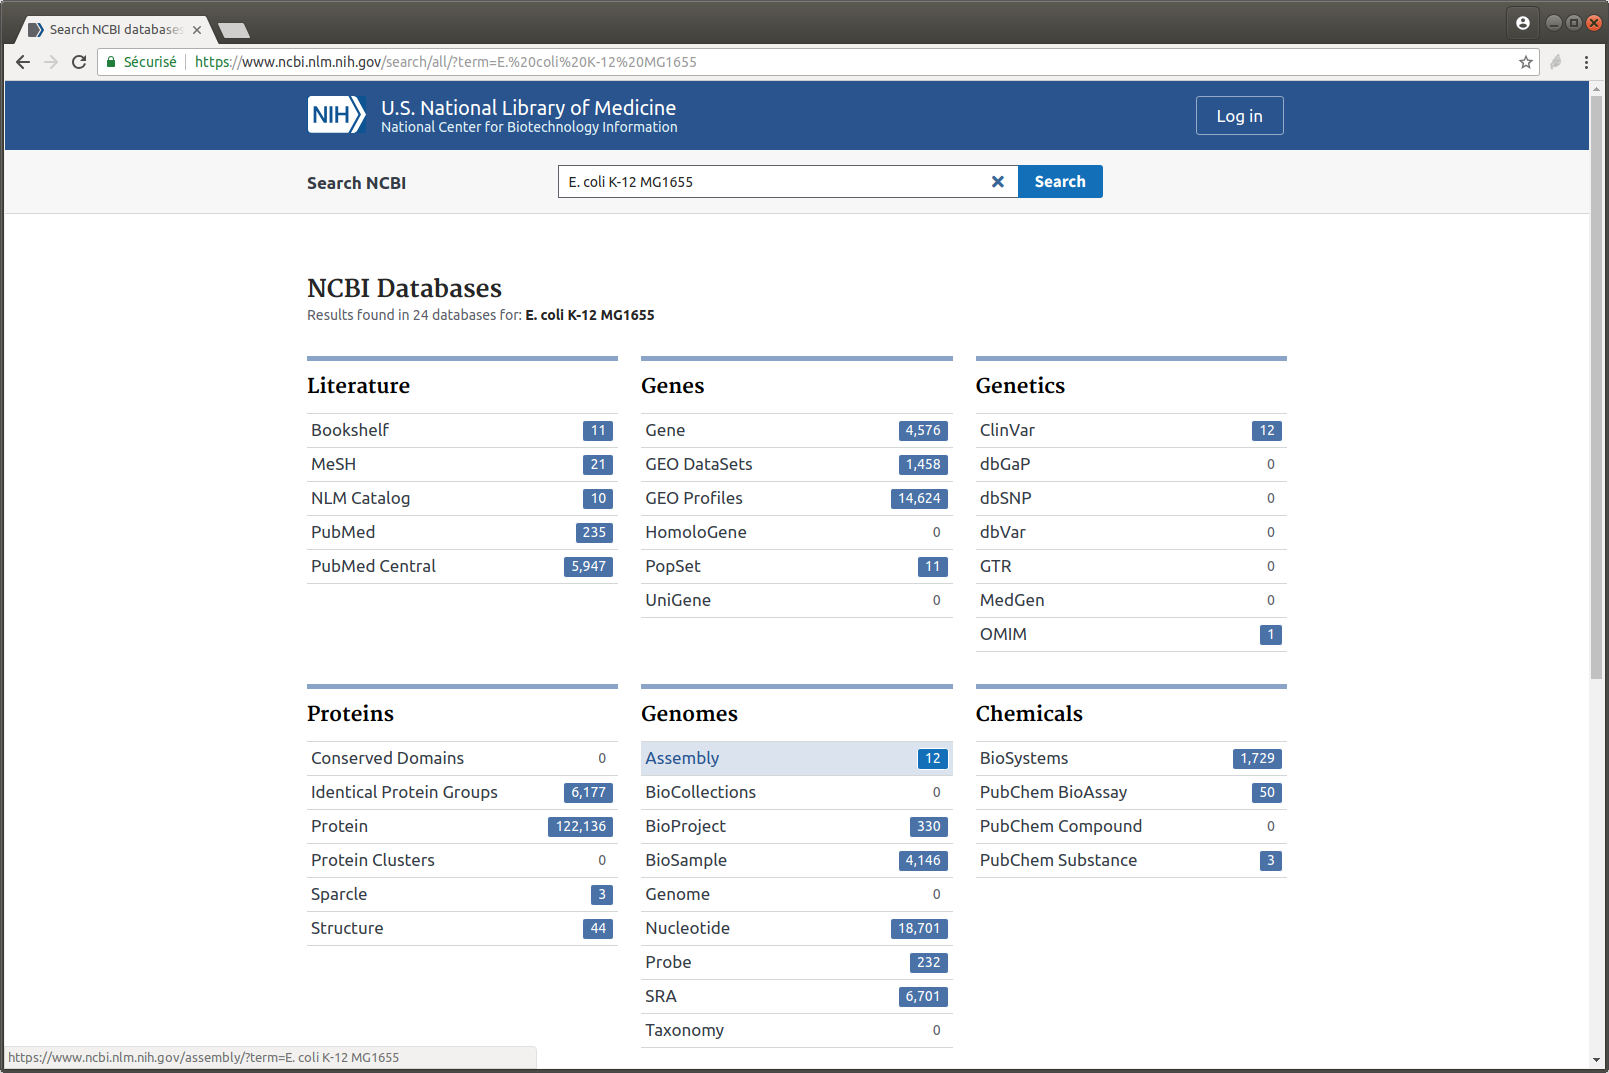 Search NCBI databases
Sécurisé https://www.ncbi.nlm.nih.gov/search/all/?term=E.%20coli%20K-12%20MG1655
NIH U.S. National Library of Medicine
National Center for Biotechnology Information
Log in
Search NCBI
E. coli K-12 MG1655
Search
NCBI Databases
Results found in 24 databases for: E. coli K-12 MG1655
Literature
Bookshelf 11
MeSH 21
NLM Catalog 10
PubMed 235
PubMed Central 5,947
Genes
Gene 4,576
GEO DataSets 1,458
GEO Profiles 14,624
HomoloGene 0
PopSet 11
UniGene 0
Genetics
ClinVar 12
dbGaP 0
dbSNP 0
dbVar 0
GTR 0
MedGen 0
OMIM 1
Proteins
Conserved Domains 0
Identical Protein Groups 6,177
Protein 122,136
Protein Clusters 0
Sparcle 3
Structure 44
Genomes
Assembly 12
BioCollections 0
BioProject 330
BioSample 4,146
Genome 0
Nucleotide 18,701
Probe 232
SRA 6,701
Taxonomy 0
Chemicals
BioSystems 1,729
PubChem BioAssay 50
PubChem Compound 0
PubChem Substance 3
https://www.ncbi.nlm.nih.gov/assembly/?term=E. coli K-12 MG1655